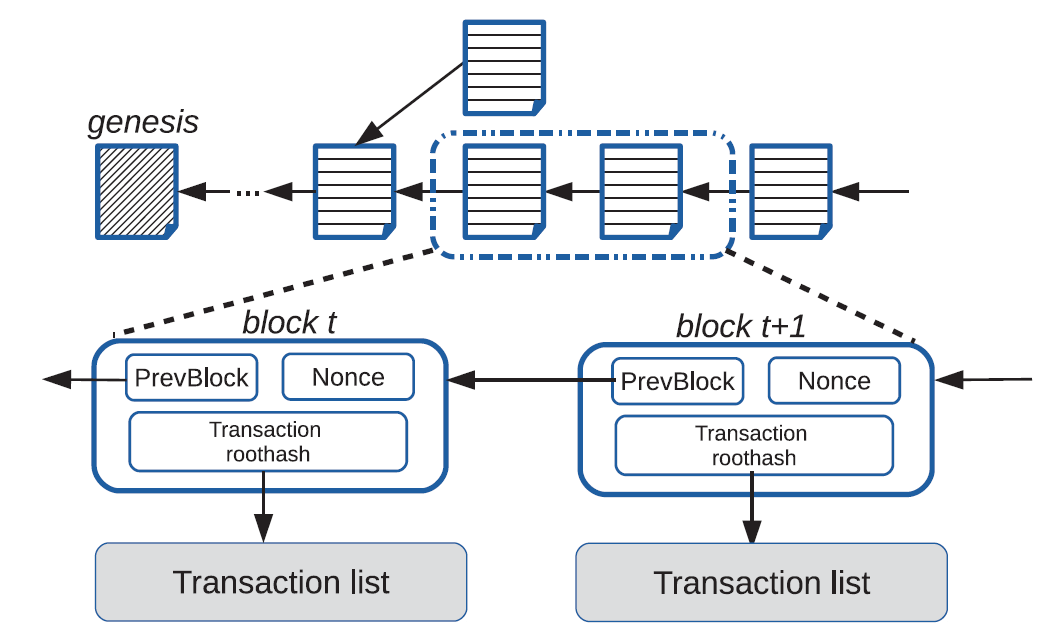 genesis
...
block t
block t+1
PrevBlock
Nonce
PrevBlock
Nonce
Transaction
roothash
Transaction
roothash
Transaction list
Transaction list